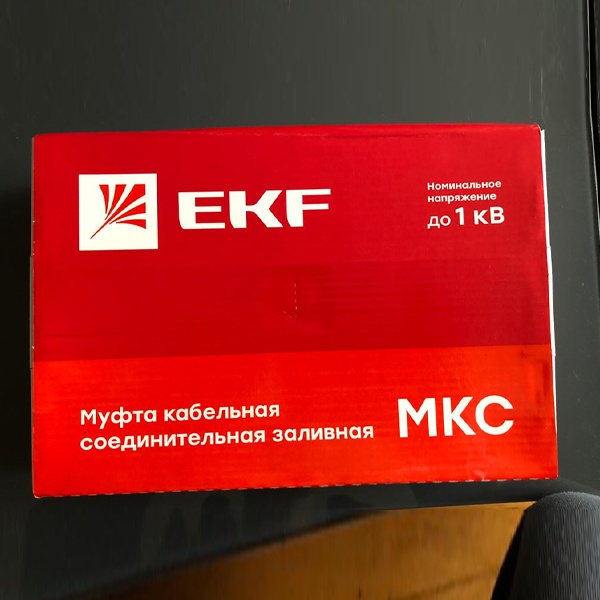 EKF
Номинальное
напряжение
до 1 кВ
Муфта кабельная
соединительная заливная
МКС